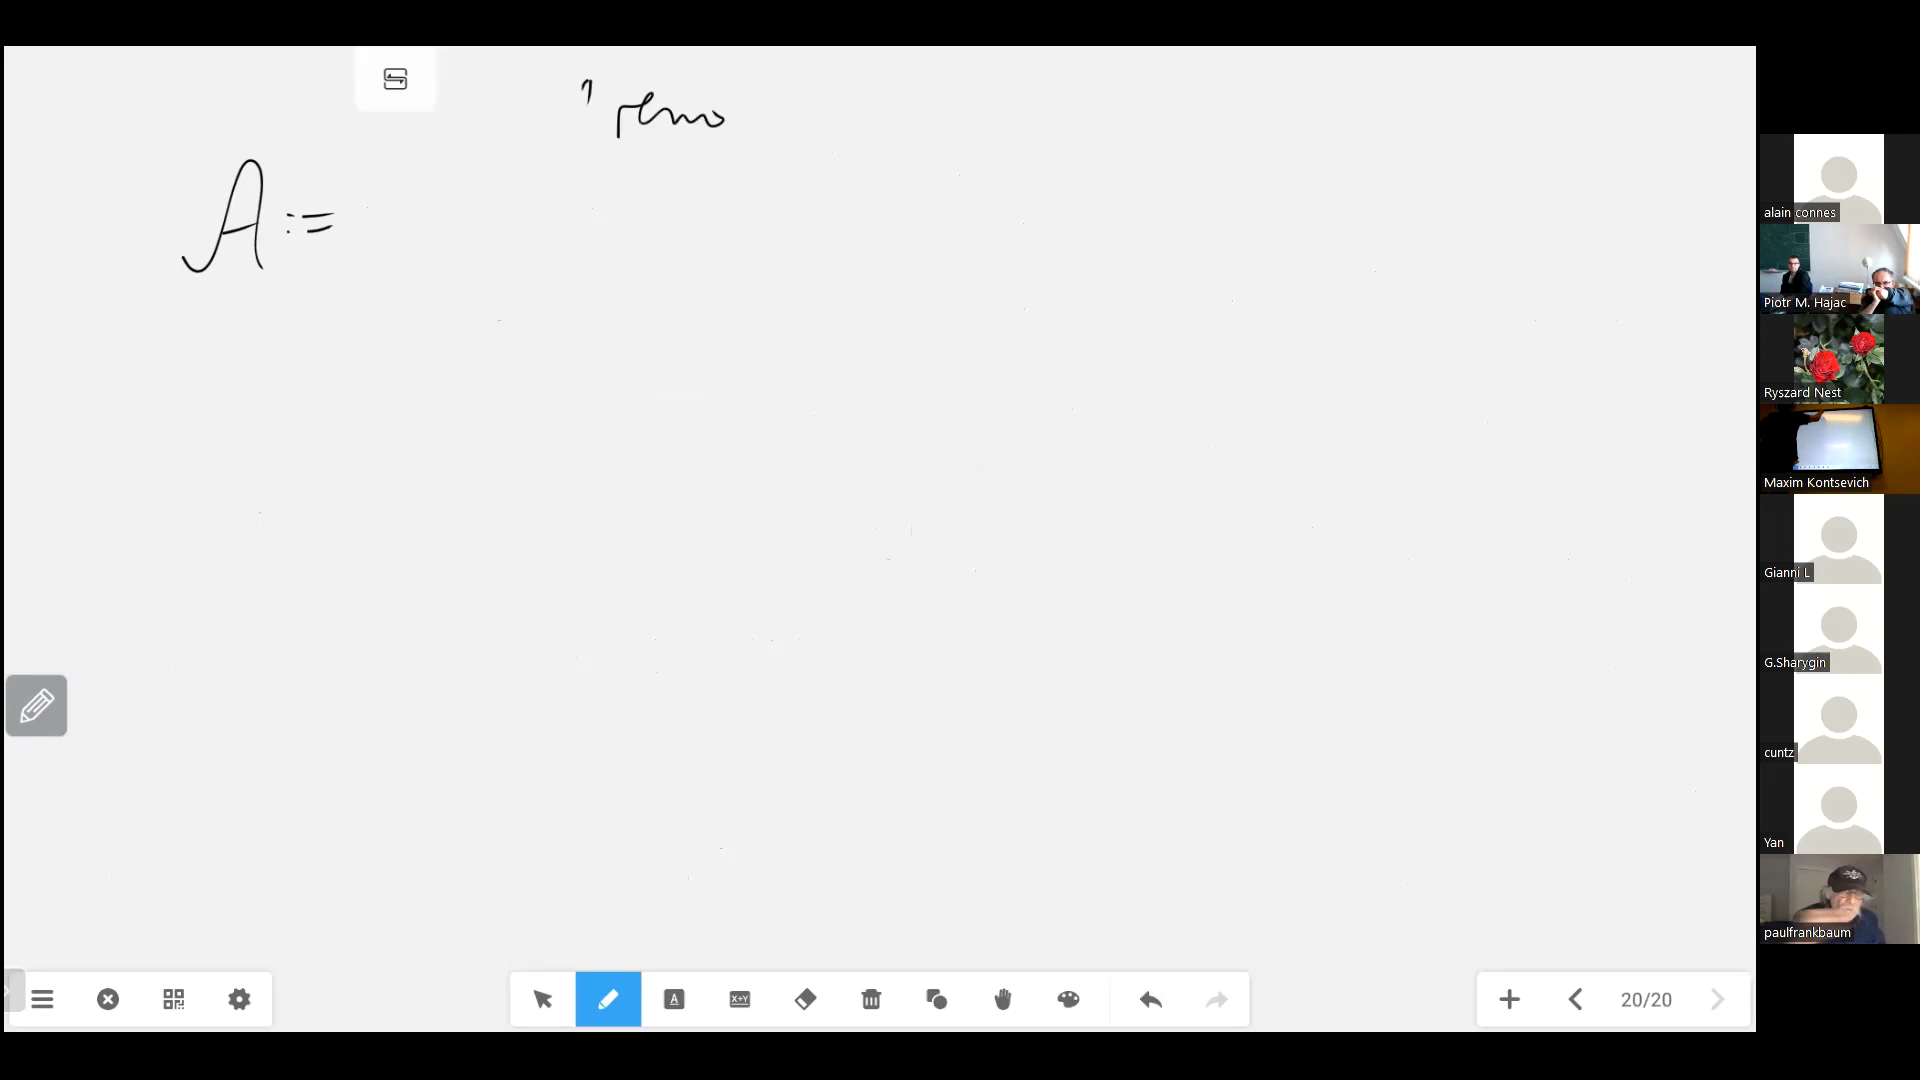 A :=
alain connes
Piotr M. Hajac
Ryszard Nest
Maxim Kontsevich
Gianni L
G.Sharygin
cuntz
Yan
paulfrankbaum
A
X+Y
20/20